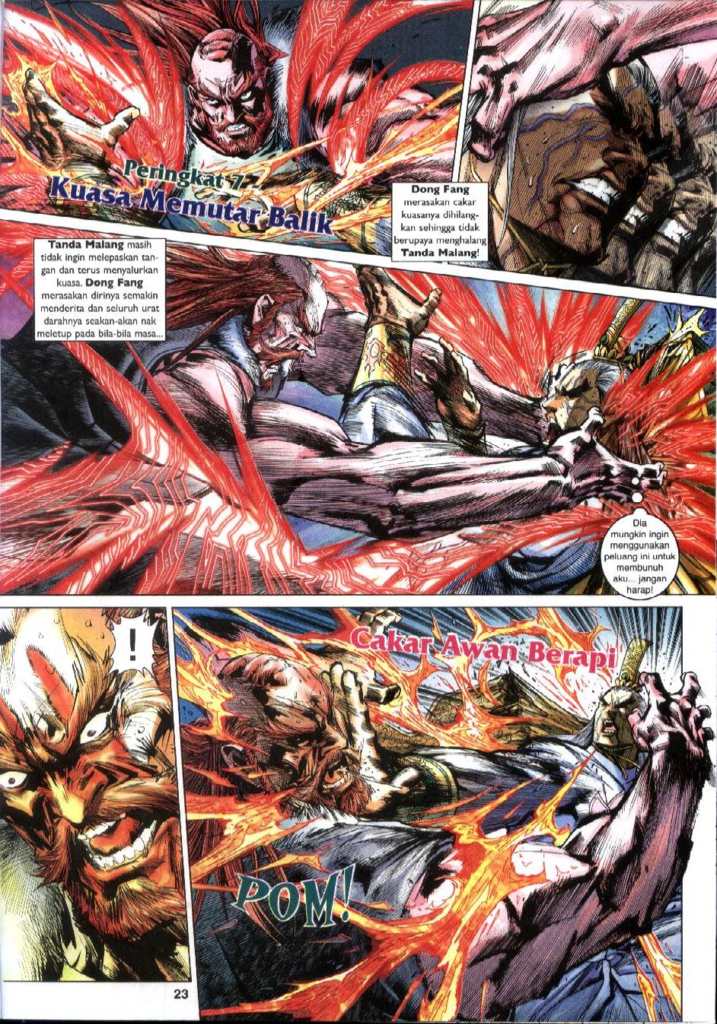 Peringkat 7
Kuasa Memutar Balik
Dong Fang
merasakan cakar
kuasanya dihilang-
kan sehingga tidak
berupaya menghalang
Tanda Malang!
Tanda Malang masih
tidak ingin melepaskan tan-
gan dan terus menyalurkan
kuasa. Dong Fang
merasakan dirinya semakin
menderita dan seluruh urat
darahnya seakan-akan nak
meletup pada bila-bila masa...
Dia
mungkin ingin
menggunakan
peluang ini untuk
membunuh
aku... jangan
harap!
!
Cakar Awan Berapi
POM!
23